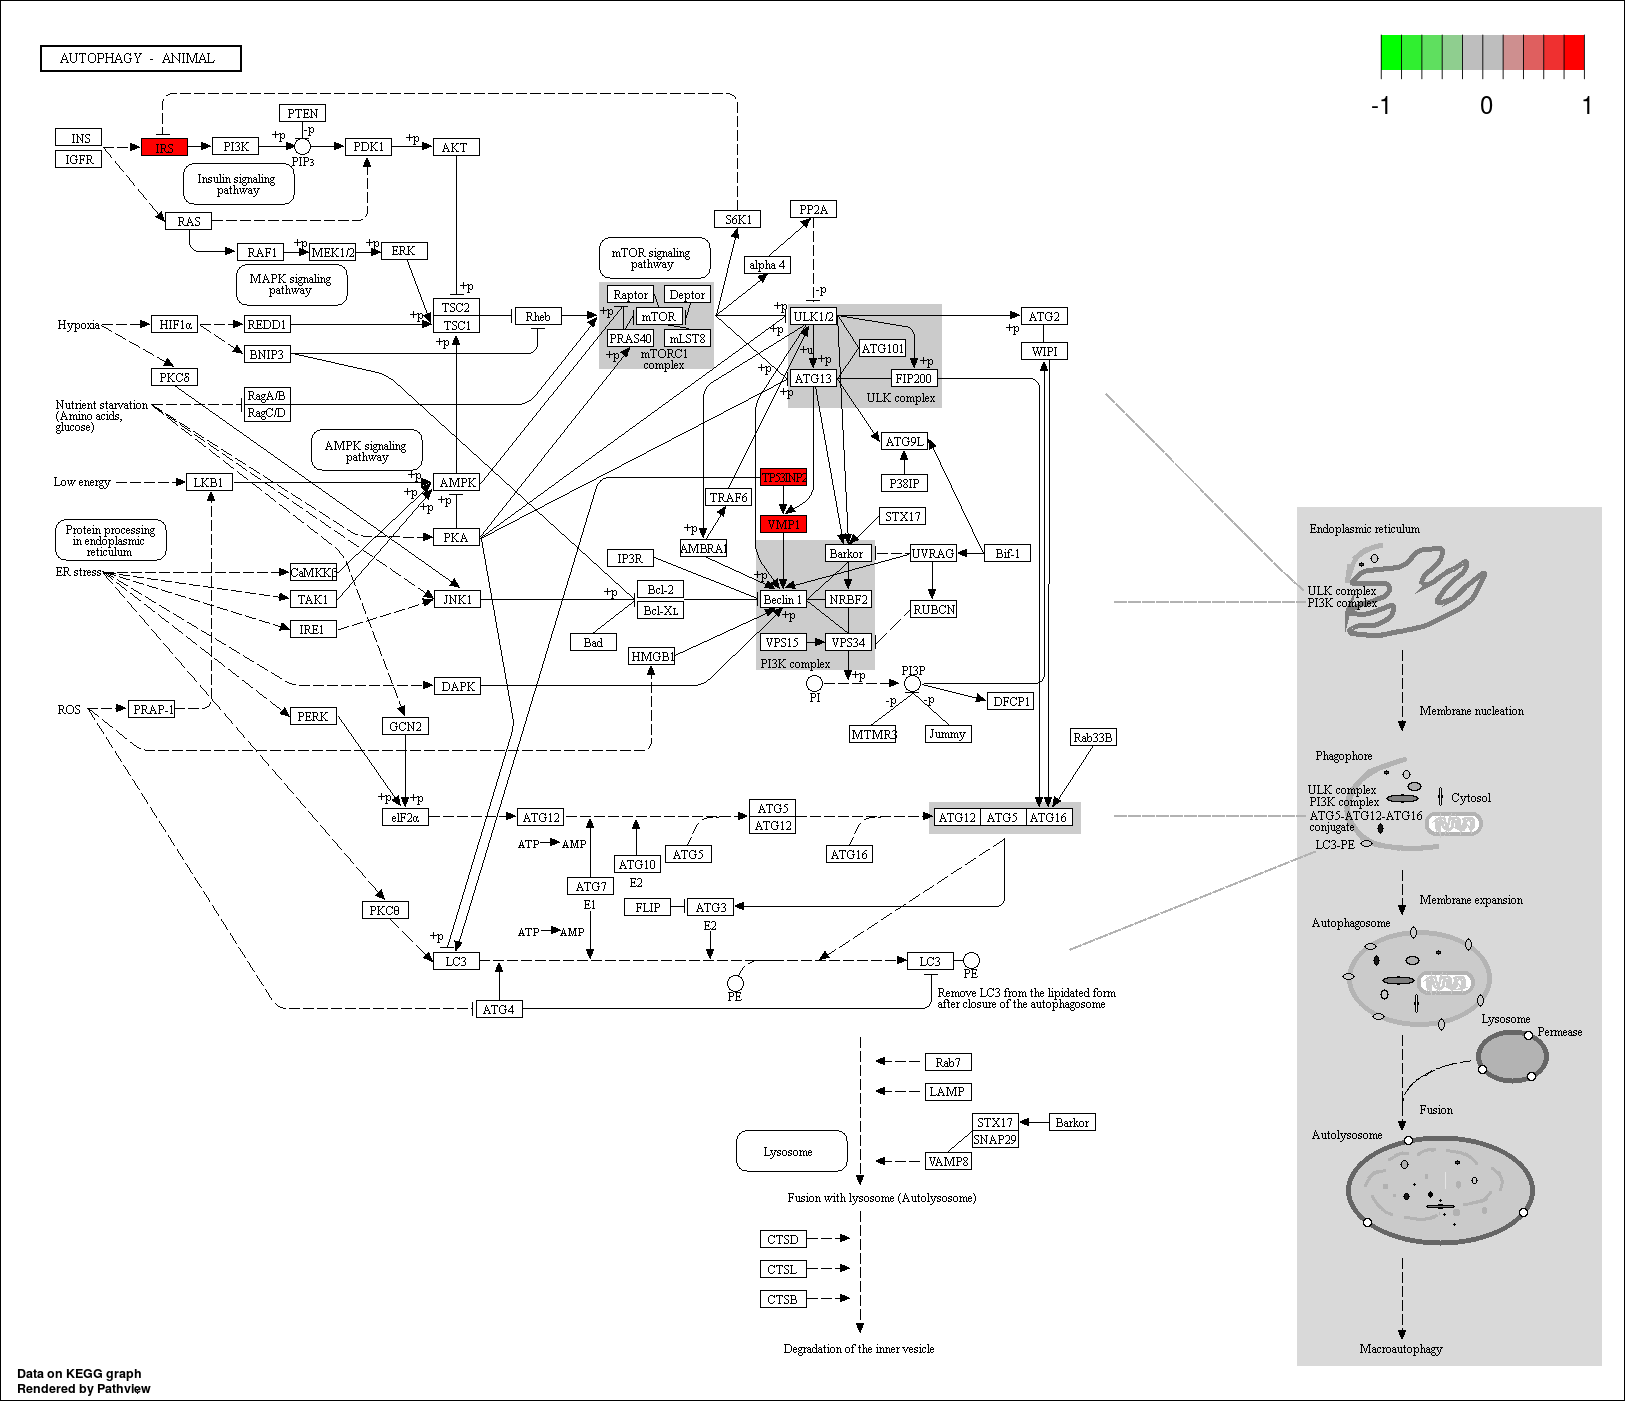 AUTOPHAGY - ANIMAL
-1 0 1
PTEN
INS
IGFR
IRS
PI3K
+p
-p
PIP3
PDK1
+p
AKT
Insulin signaling
pathway
RAS
RAF1
+p
MEK1/2
+p
ERK
MAPK signaling
pathway
S6K1
PP2A
alpha 4
mTOR signaling
pathway
-p
+p
TSC2
TSC1
+p
+p
Rheb
Raptor
Deptor
+p
mTOR
PRAS40
mLST8
+p
mTORC1
complex
+p
+p
ULK1/2
+u
+p
ATG101
+p
+p
ATG13
+p
FIP200
ULK complex
ATG2
+p
WIPI
Hypoxia
HIF1α
REDD1
BNIP3
PKCδ
Nutrient starvation
(Amino acids,
glucose)
RagA/B
RagC/D
AMPK signaling
pathway
Low energy
LKB1
+p
+p
+p
AMPK
PKA
ATG9L
P38IP
STX17
TP53INP2
VMP1
TRAF6
+p
AMBRA1
Protein processing
in endoplasmic
reticulum
ER stress
CaMKKβ
TAK1
IRE1
JNK1
+p
IP3R
Bcl-2
Bcl-XL
Bad
HMGB1
Barkor
UVRAG
Bif-1
+p
Beclin 1
+p
NRBF2
RUBCN
VPS15
VPS34
PI3K complex
+p
PI
PI3P
DFCP1
-p
-p
MTMR3
Jummy
DAPK
ROS
PRAP-1
PERK
GCN2
Rab33B
+p
+p
eIF2α
ATG12
ATG5
ATG12
ATG12
ATG5
ATG16
ATP
AMP
ATG10
E2
ATG5
ATG16
ATG7
E1
FLIP
ATG3
E2
PKCθ
ATP
AMP
+p
LC3
PE
LC3
PE
ATG4
Remove LC3 from the lipidated form
after closure of the autophagosome
Rab7
LAMP
STX17
SNAP29
Barkor
VAMP8
Lysosome
Fusion with lysosome (Autolysosome)
CTSD
CTSL
CTSB
Degradation of the inner vesicle
Endoplasmic reticulum
ULK complex
PI3K complex
Membrane nucleation
Phagophore
ULK complex
PI3K complex
Cytosol
ATG5-ATG12-ATG16
conjugate
LC3-PE
Membrane expansion
Autophagosome
Lysosome
Permease
Fusion
Autolysosome
Macroautophagy
Data on KEGG graph
Rendered by Pathview